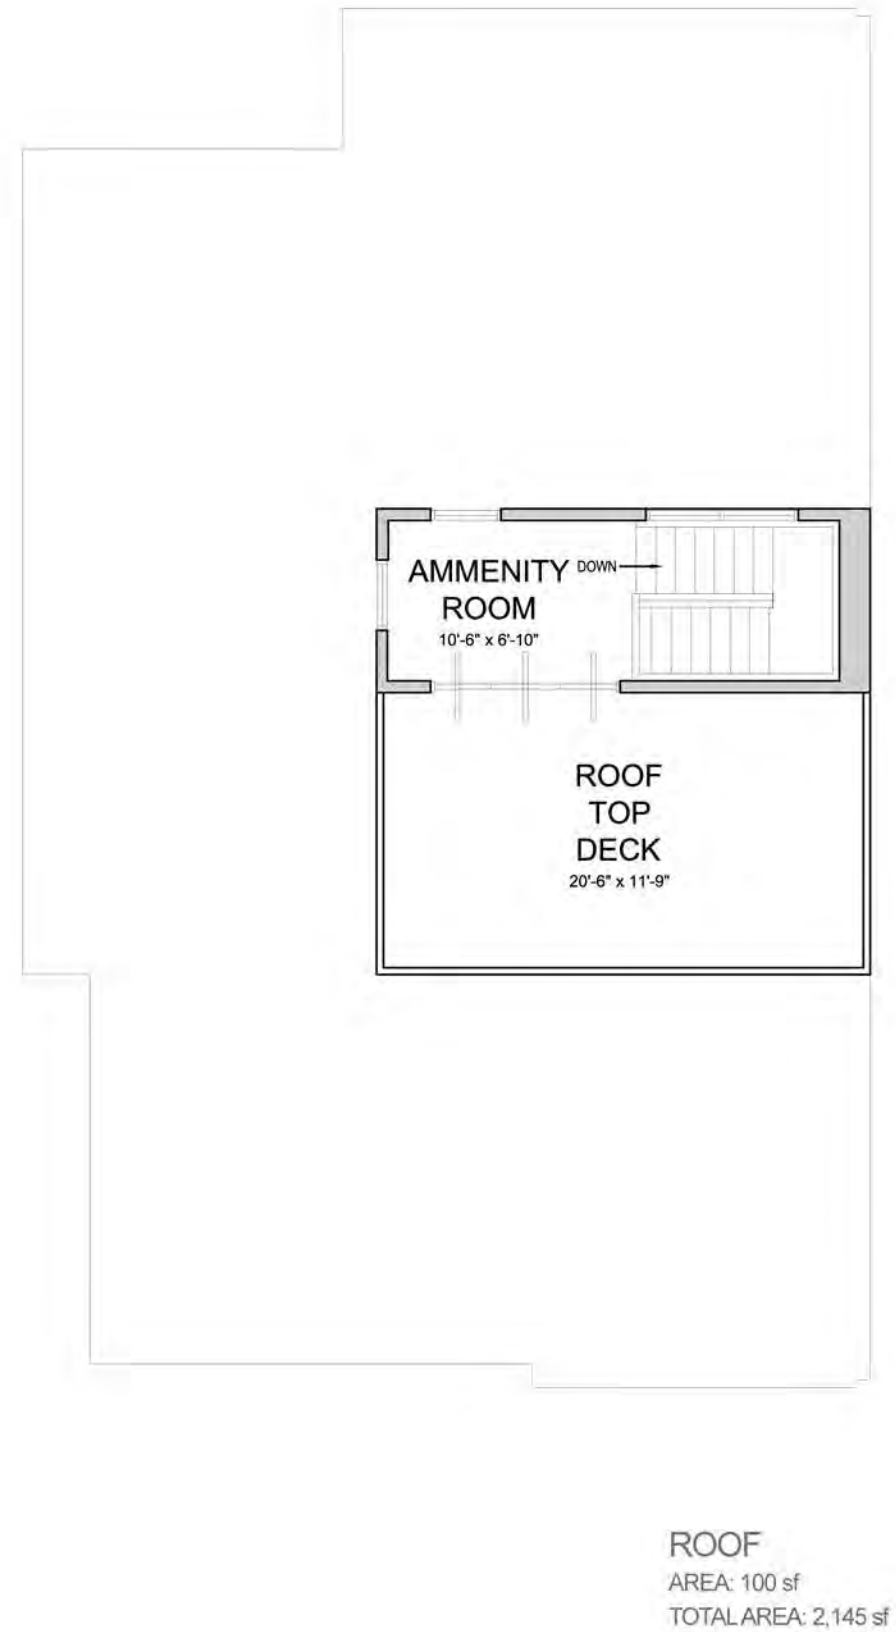 AMMENITY
DOWN
ROOM
10'-6" x 6'-10"
ROOF
TOP
DECK
20'-6" x 11'-9"
ROOF
AREA: 100 sf
TOTAL AREA: 2,145 sf